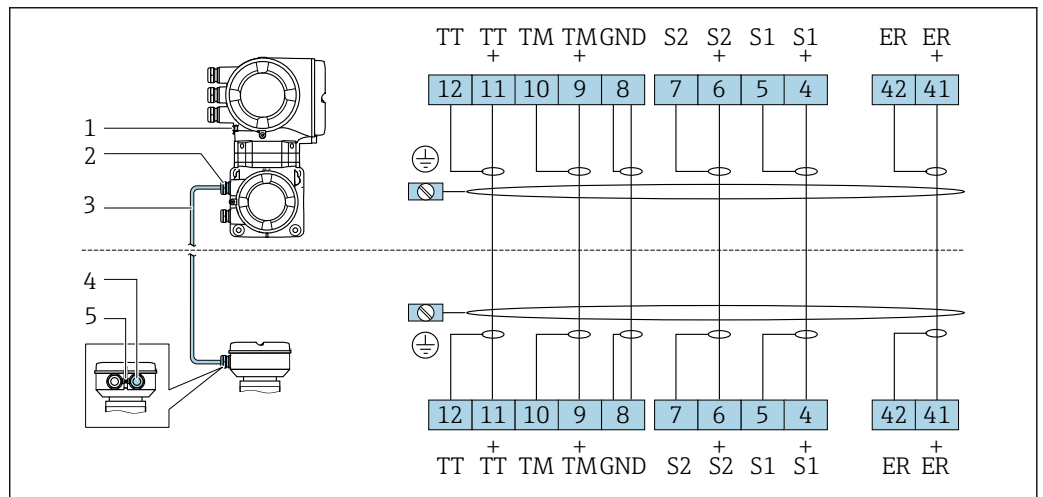 TT TT TM TM GND S2 S2 S1 S1 ER ER
+ + + + +
12 11 10 9 8 7 6 5 4 42 41
1
2
3
4
5
12 11 10 9 8 7 6 5 4 42 41
+ + + + +
TT TT TM TM GND S2 S2 S1 S1 ER ER